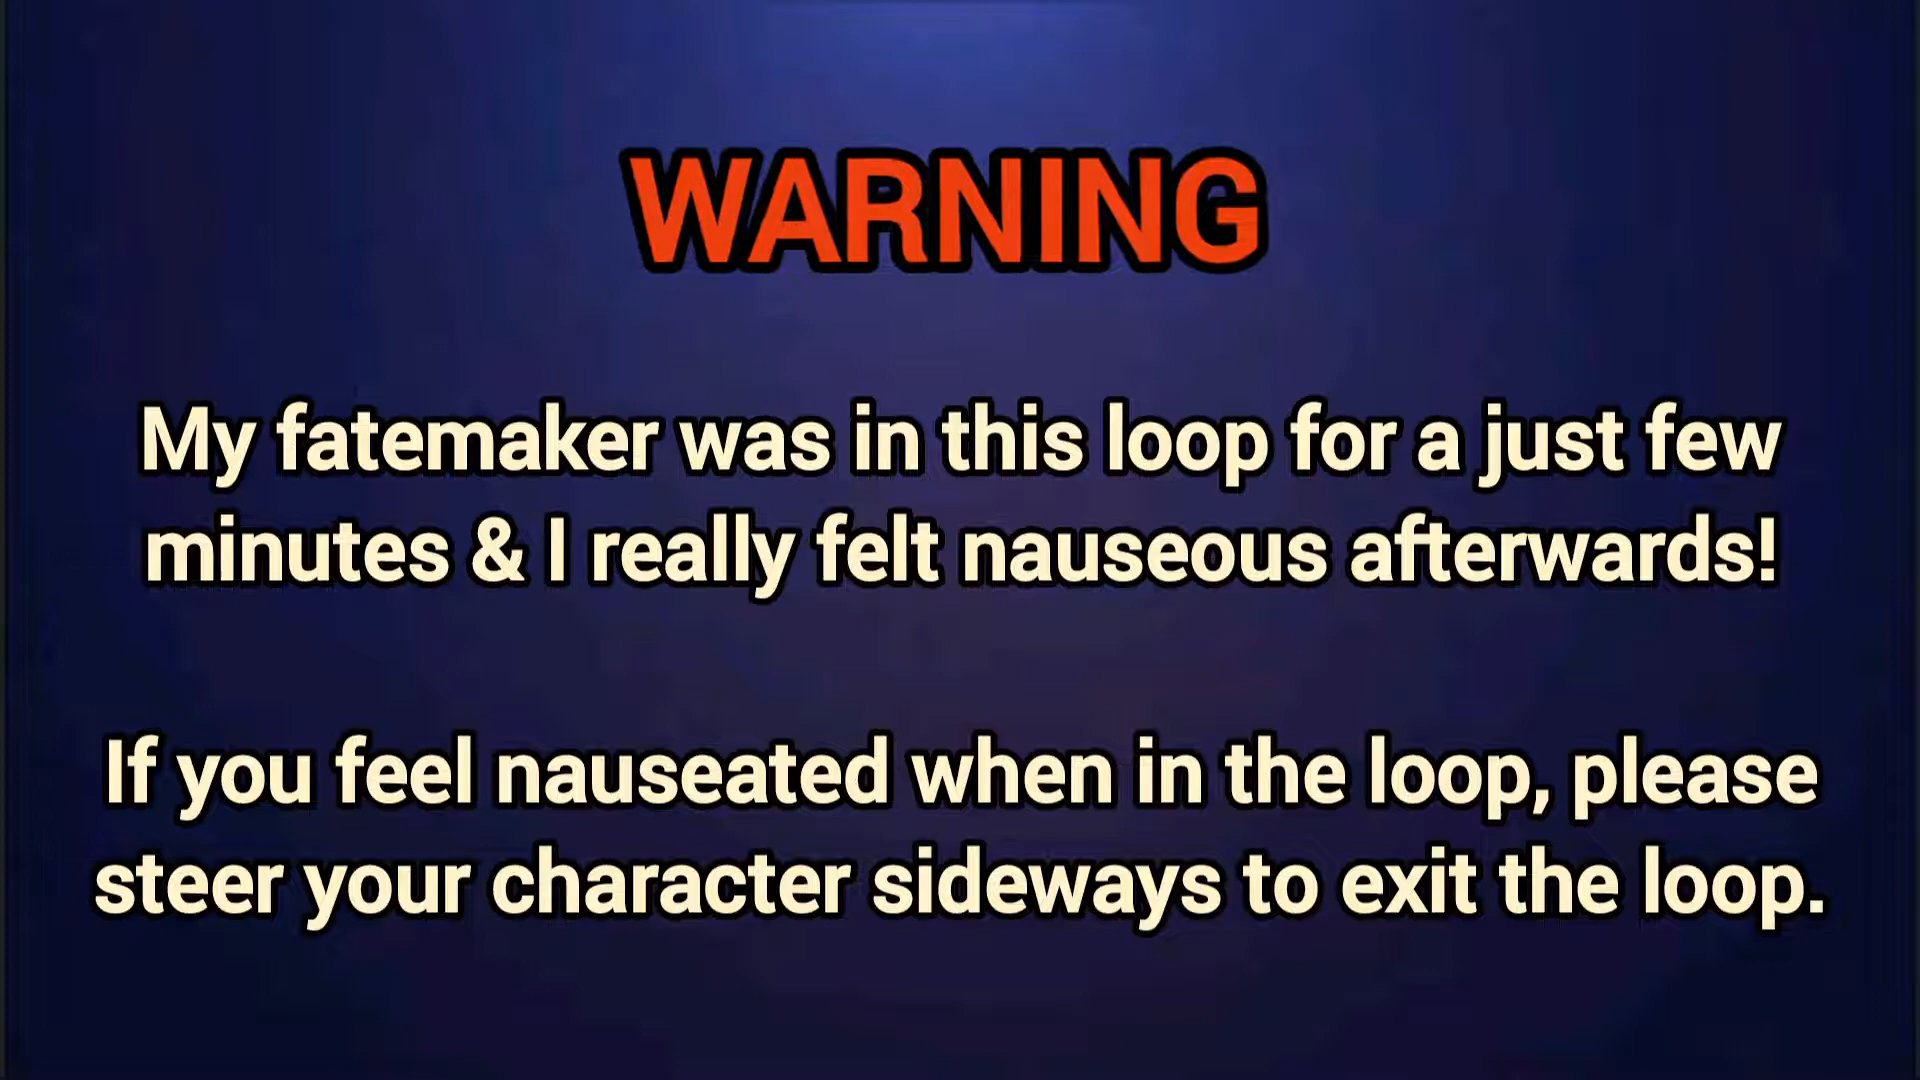 WARNING
My fatemaker was in this loop for a just few
minutes & I really felt nauseous afterwards!
If you feel nauseated when in the loop, please
steer your character sideways to exit the loop.